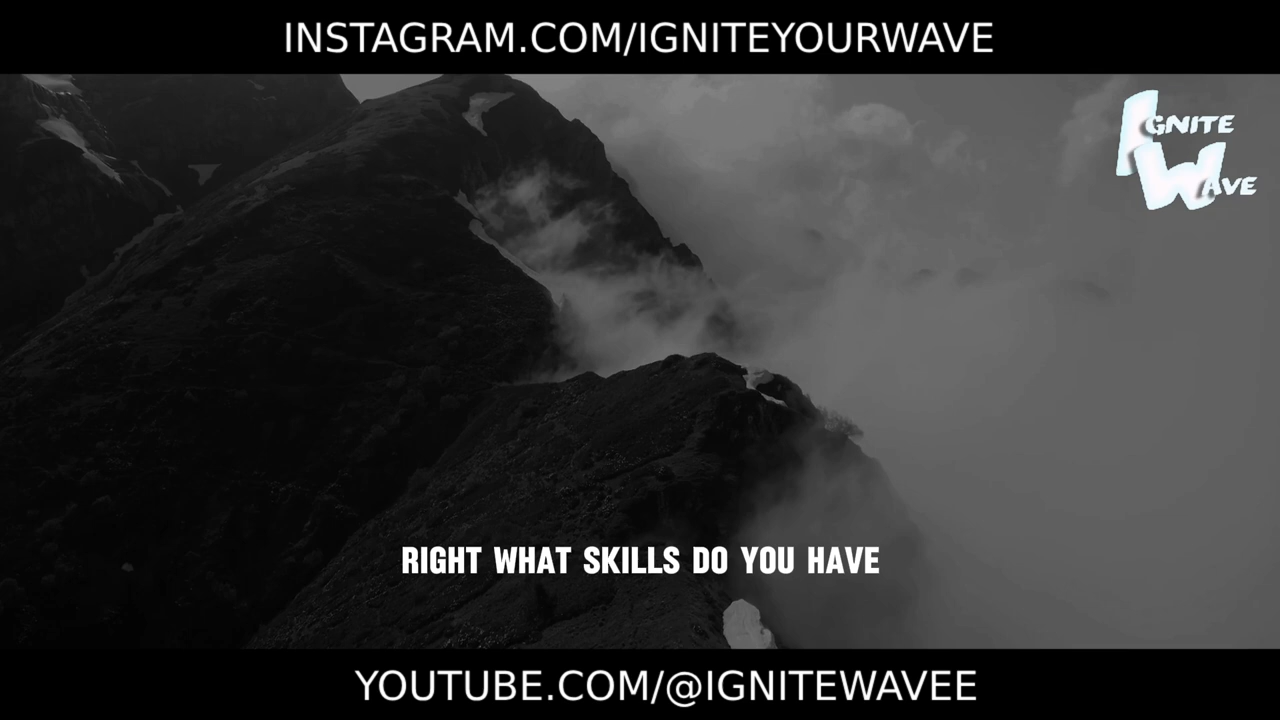 INSTAGRAM.COM/IGNITEYOURWAVE
IGNITE
WAVE
RIGHT WHAT SKILLS DO YOU HAVE
YOUTUBE.COM/@IGNITEWAVEE